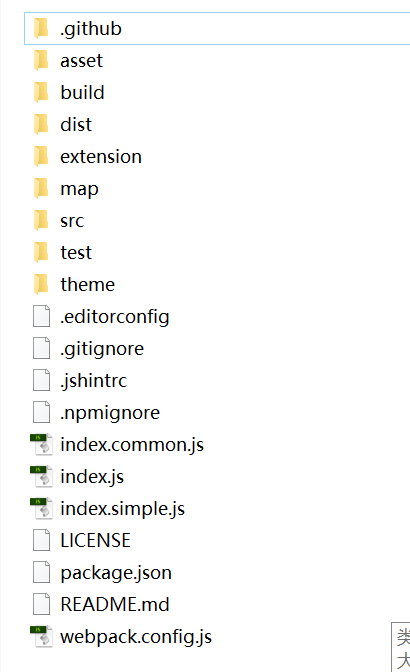 .github
asset
build
dist
extension
map
src
test
theme
.editorconfig
.gitignore
.jshintrc
.npmignore
index.common.js
index.js
index.simple.js
LICENSE
package.json
README.md
webpack.config.js
类